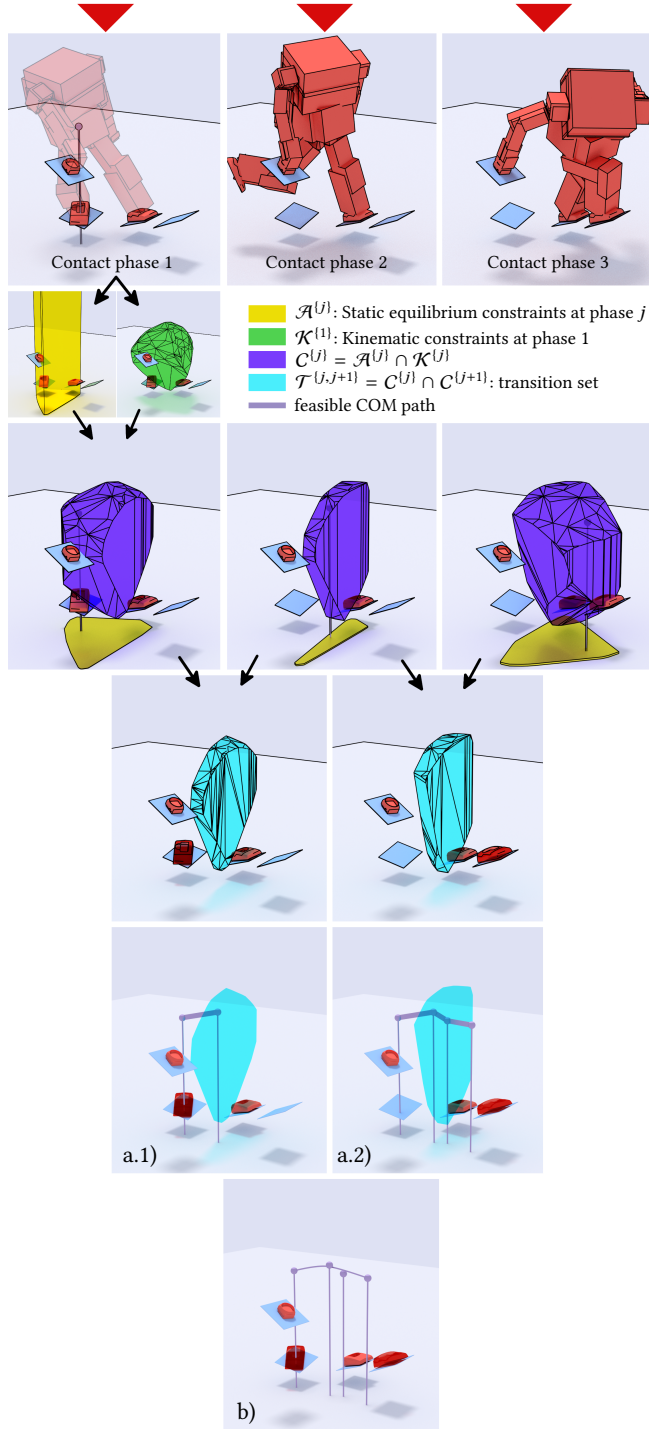 Contact phase 1
Contact phase 2
Contact phase 3
𝒜^{j}: Static equilibrium constraints at phase j
𝒦^{1}: Kinematic constraints at phase 1
𝒞^{j} = 𝒜^{j} ∩ 𝒦^{j}
𝒯^{j,j+1} = 𝒞^{j} ∩ 𝒞^{j+1}: transition set
feasible COM path
a.1)
a.2)
b)